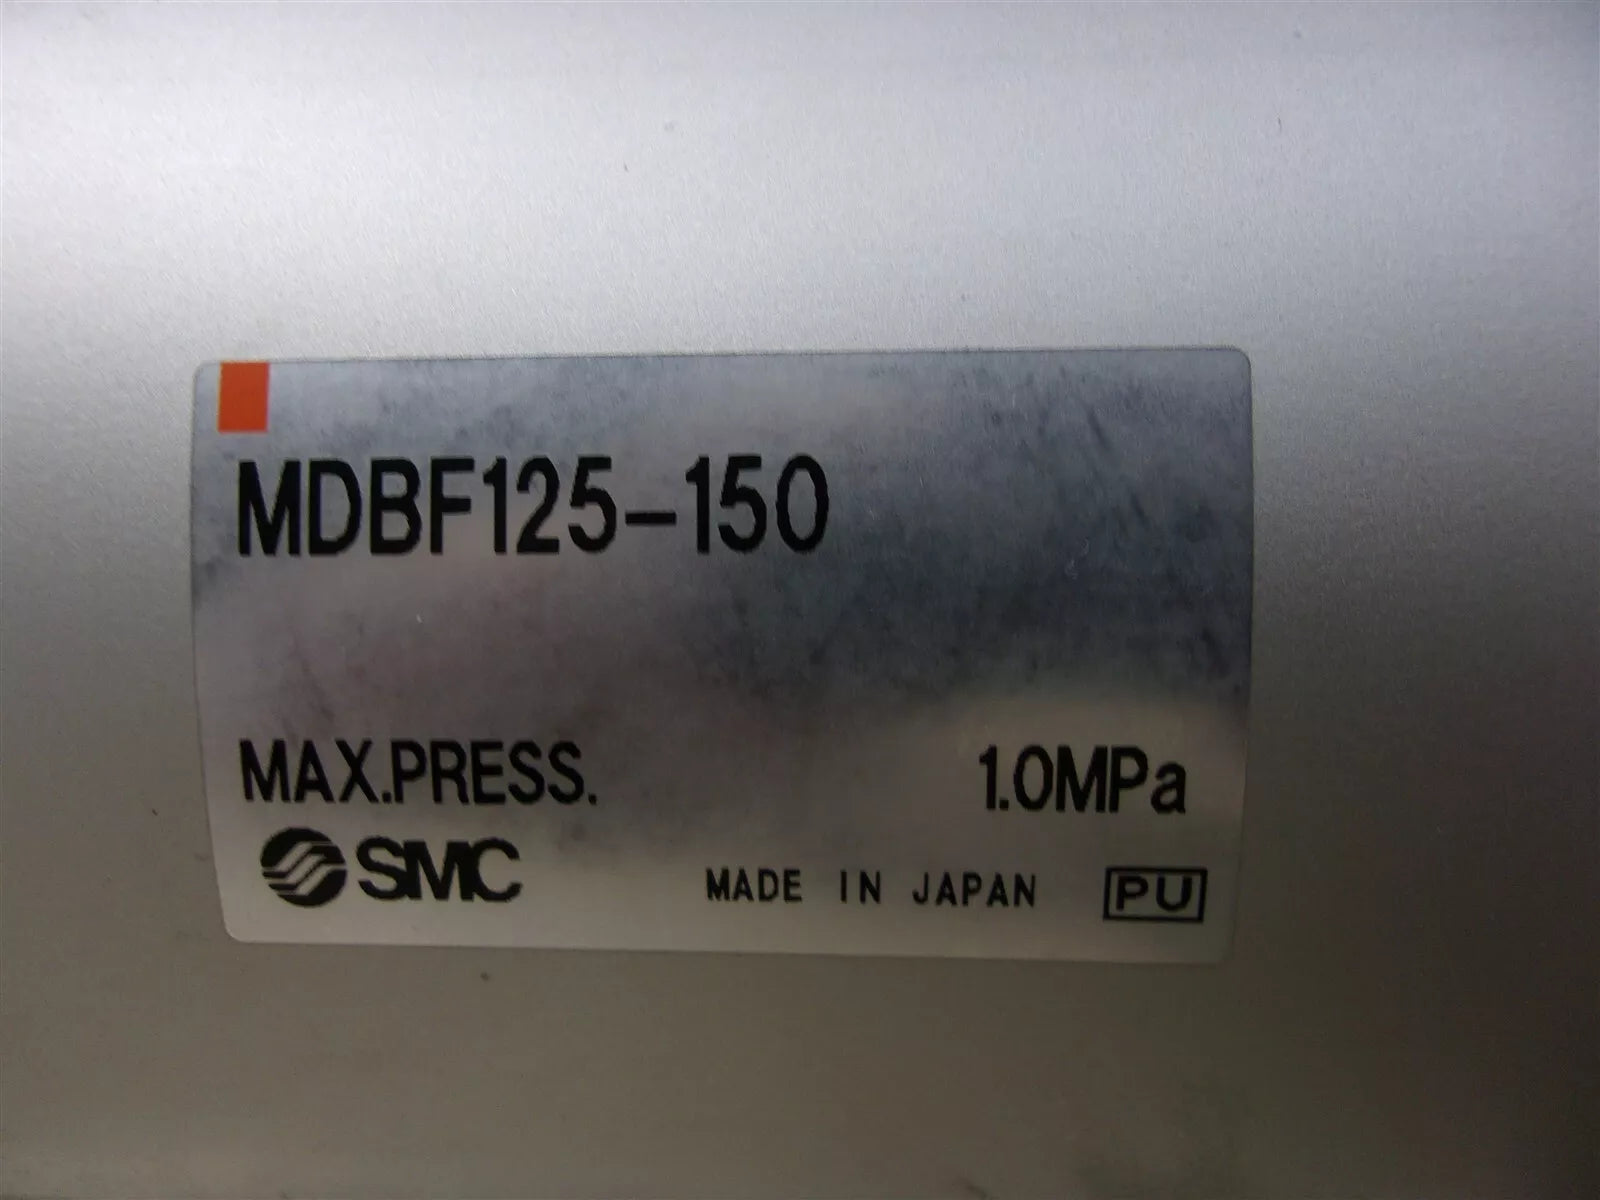 MDBF125-150
MAX.PRESS. 1.0MPa
SMC MADE IN JAPAN PU